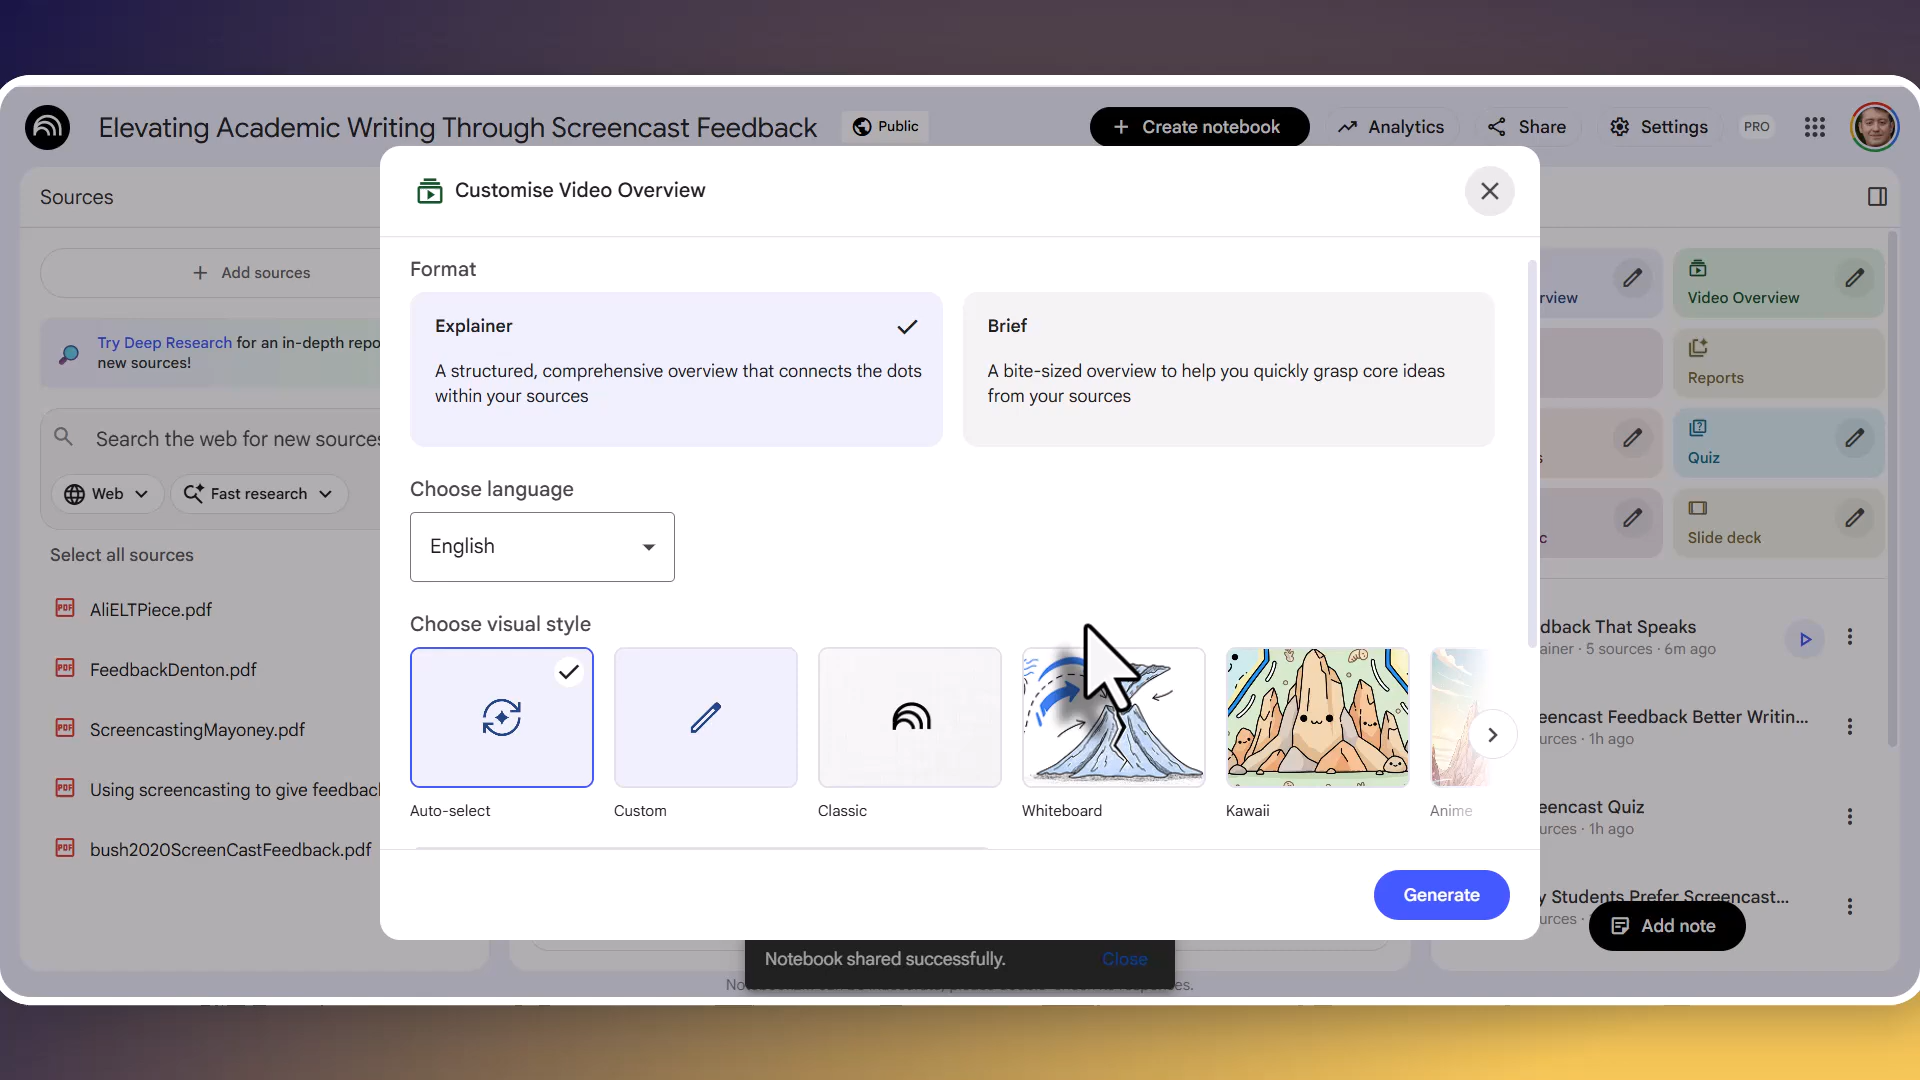 Elevating Academic Writing Through Screencast Feedback
Public
Create notebook
Analytics
Share
Settings
PRO
Sources
Add sources
Try Deep Research for an in-depth repo
new sources!
Search the web for new sources
Web
Fast research
Select all sources
AliELTPiece.pdf
FeedbackDenton.pdf
ScreencastingMayoney.pdf
Using screencasting to give feedbac
bush2020ScreenCastFeedback.pdf
Customise Video Overview
Format
Explainer
A structured, comprehensive overview that connects the dots
within your sources
Brief
A bite-sized overview to help you quickly grasp core ideas
from your sources
Choose language
English
Choose visual style
Auto-select
Custom
Classic
Whiteboard
Kawaii
Anime
Generate
Notebook shared successfully.
Close
rview
Video Overview
Reports
s
Quiz
c
Slide deck
dback That Speaks
ainer · 5 sources · 6m ago
encast Feedback Better Writin...
urces · 1h ago
encast Quiz
urces · 1h ago
y Students Prefer Screencast...
urces ·
Add note